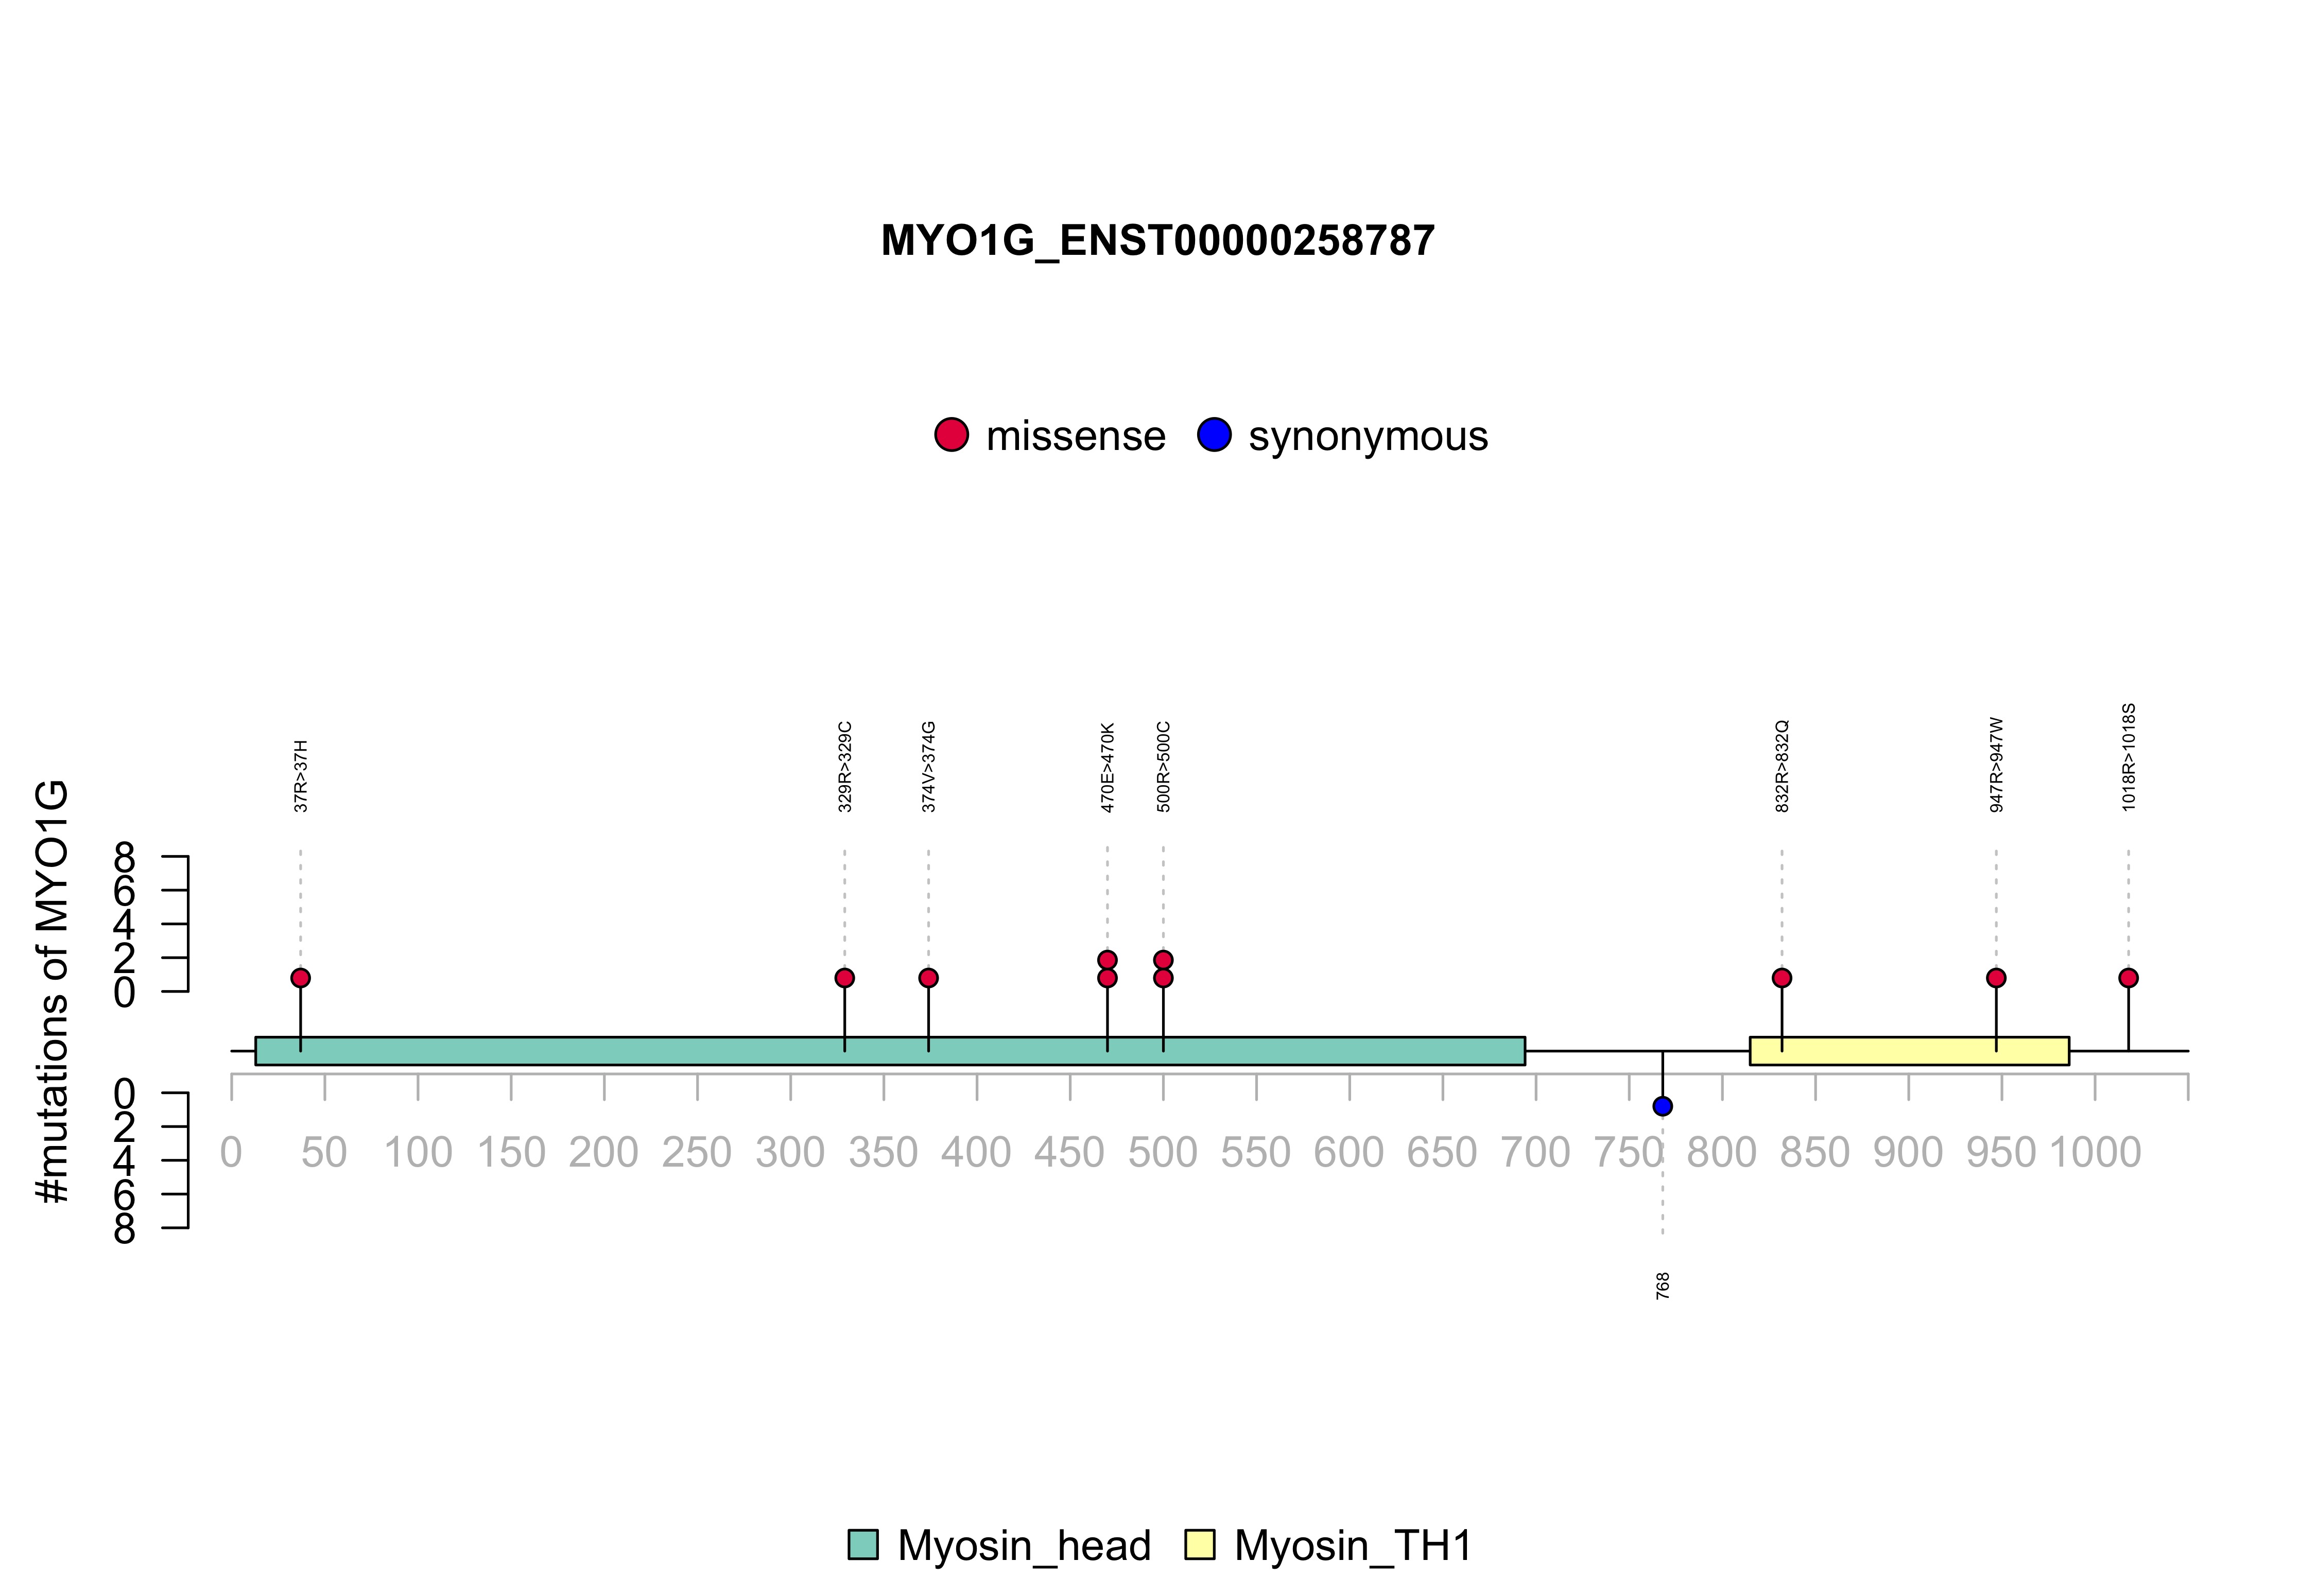 MYO1G_ENST00000258787
missense synonymous
37R>37H
329R>329C
374V>374G
470E>470K
500R>500C
832R>832Q
947R>947W
1018R>1018S
#mutations of MYO1G
8
6
4
2
0
0
2
4
6
8
0 50 100 150 200 250 300 350 400 450 500 550 600 650 700 750 800 850 900 950 1000
768
Myosin_head Myosin_TH1